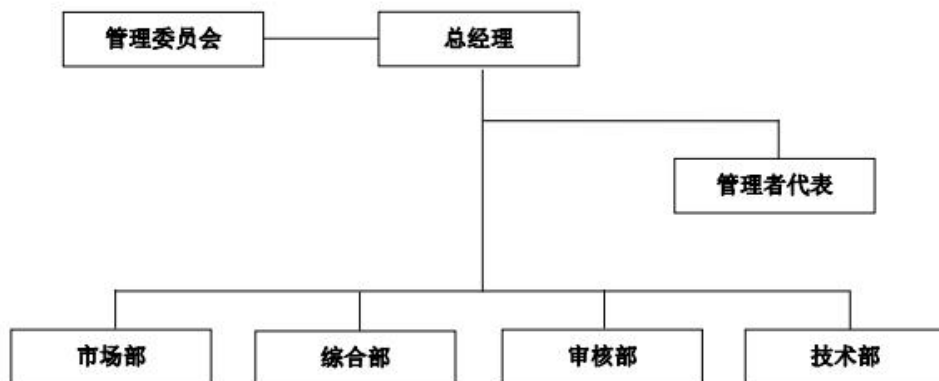 管理委员会
总经理
管理者代表
市场部
综合部
审核部
技术部